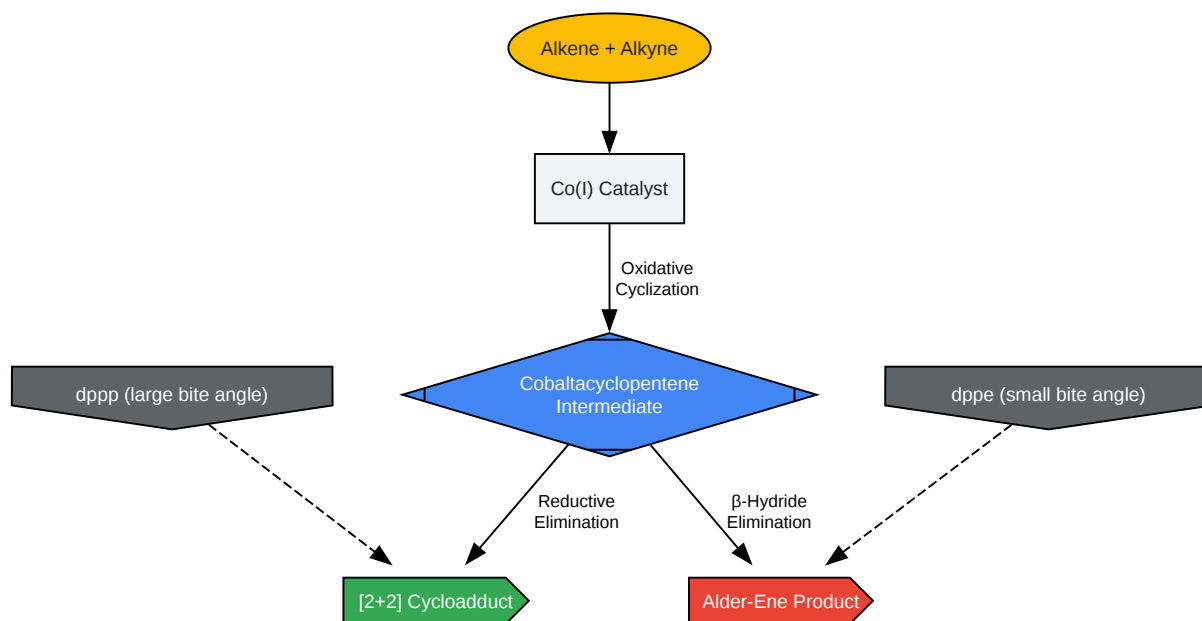 Alkene + Alkyne
Co(I) Catalyst
Oxidative
Cyclization
dppp (large bite angle)
Cobaltacyclopentene
Intermediate
dppe (small bite angle)
Reductive
Elimination
β-Hydride
Elimination
[2+2] Cycloadduct
Alder-Ene Product